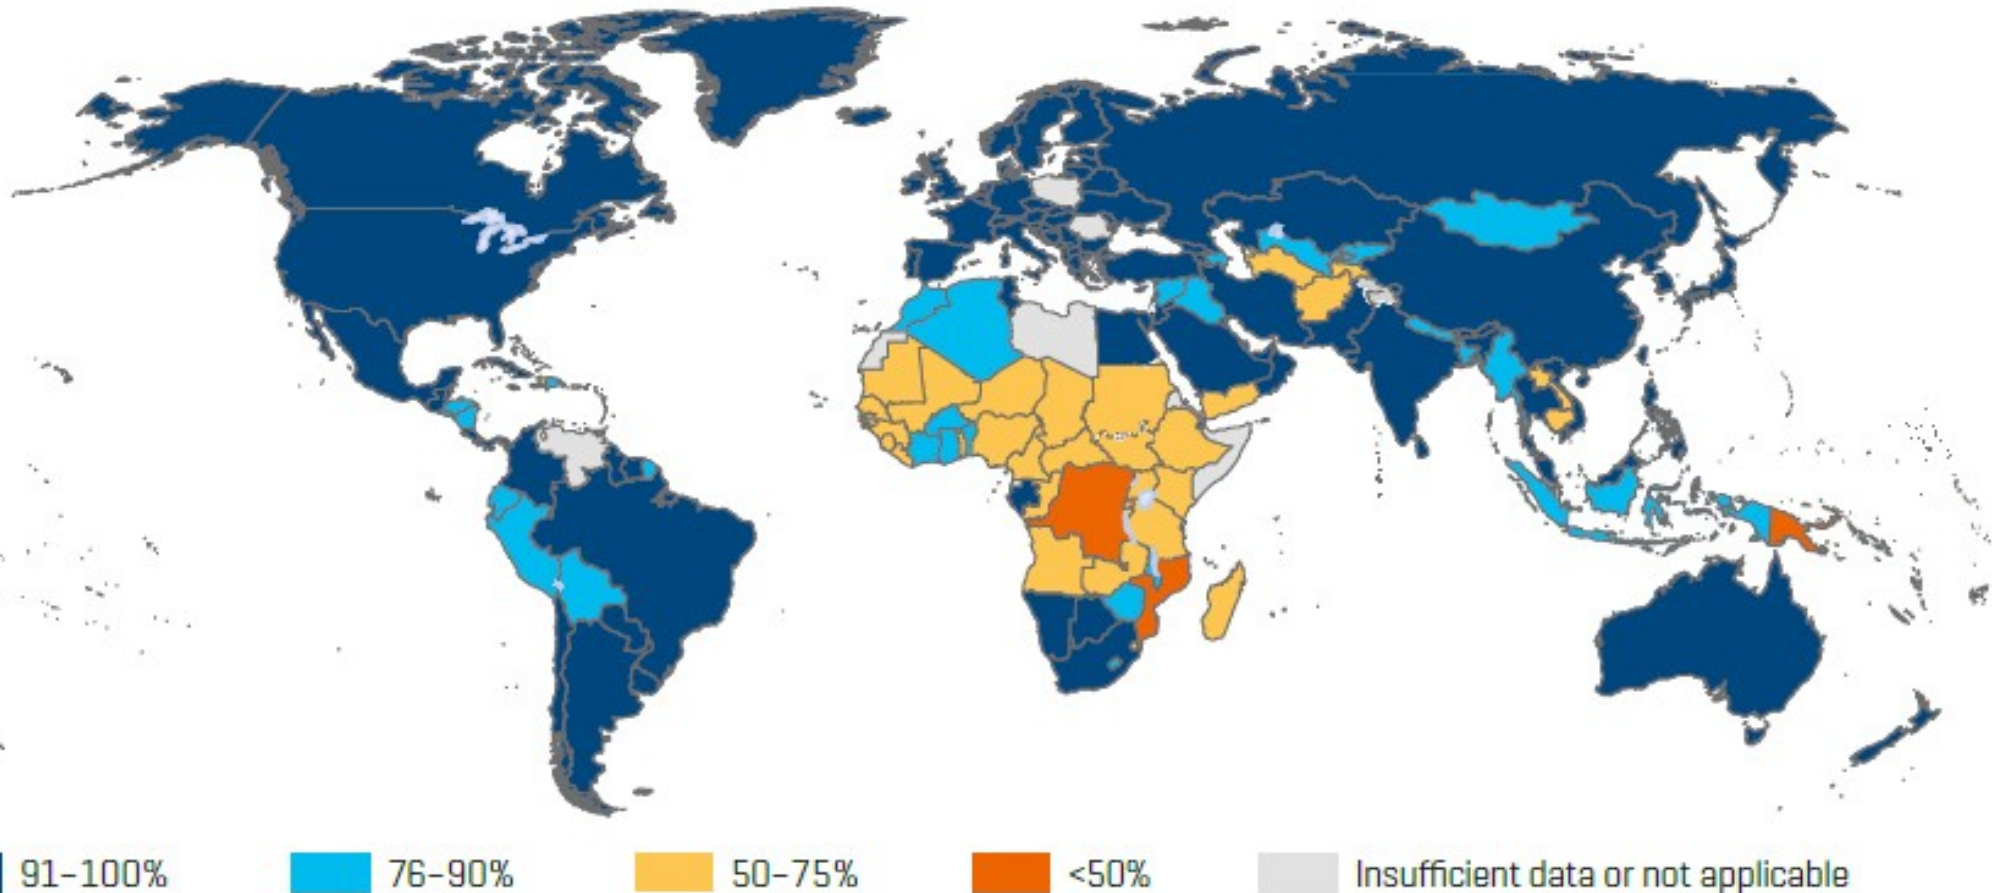 91–100%
76–90%
50–75%
<50%
Insufficient data or not applicable